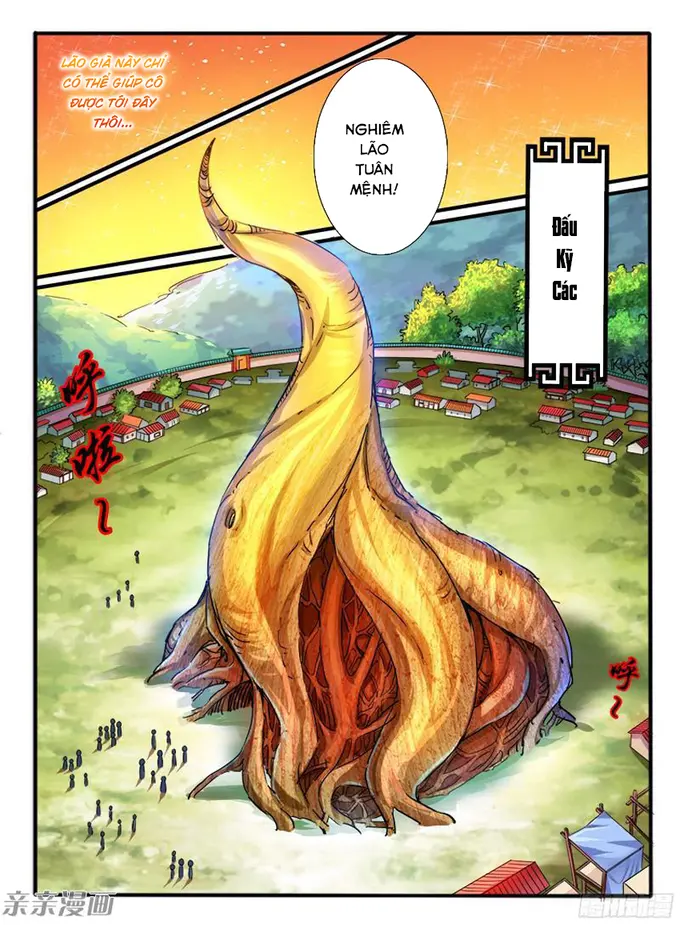 LÃO GIÀ NÀY CHỈ
CÓ THỂ GIÚP CÔ
ĐƯỢC TỚI ĐÂY
THÔI...
NGHIÊM
LÃO
TUÂN
MỆNH!
Đấu
Kỹ
Các
呼
啦
~
呼
~
亲亲漫画